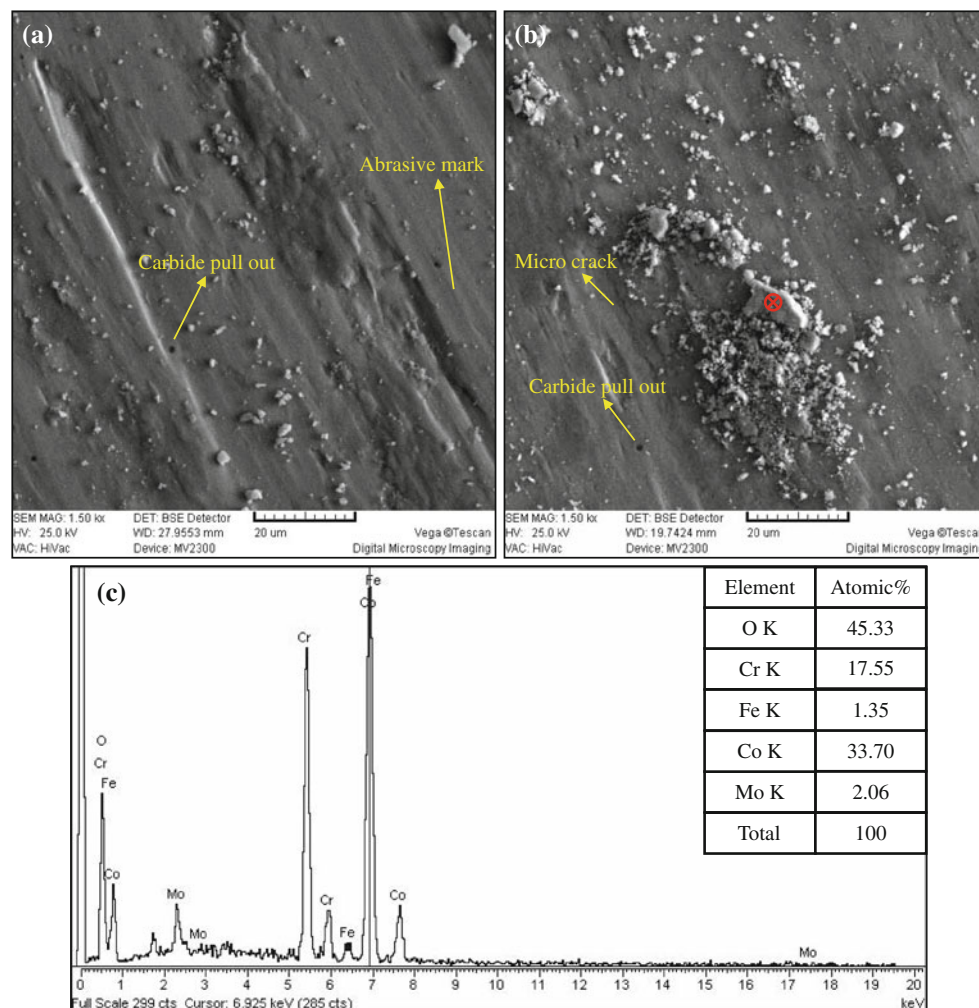 (a)
Abrasive mark
Carbide pull out
SEM MAG: 1.50 kx DET: BSE Detector
HV: 25.0 kV WD: 27.9553 mm 20 um Vega ©Tescan
VAC: HiVac Device: MV2300 Digital Microscopy Imaging
(b)
Micro crack
Carbide pull out
SEM MAG: 1.50 kx DET: BSE Detector
HV: 25.0 kV WD: 19.7424 mm 20 um Vega ©Tescan
VAC: HiVac Device: MV2300 Digital Microscopy Imaging
(c)
Fe
Co
Cr
O
Cr
Fe
Co
Mo
Mo
Cr
Fe
Co
Mo
0 1 2 3 4 5 6 7 8 9 10 11 12 13 14 15 16 17 18 19 20
Full Scale 299 cts Cursor: 6.925 keV (285 cts) keV
Element Atomic%
O K 45.33
Cr K 17.55
Fe K 1.35
Co K 33.70
Mo K 2.06
Total 100